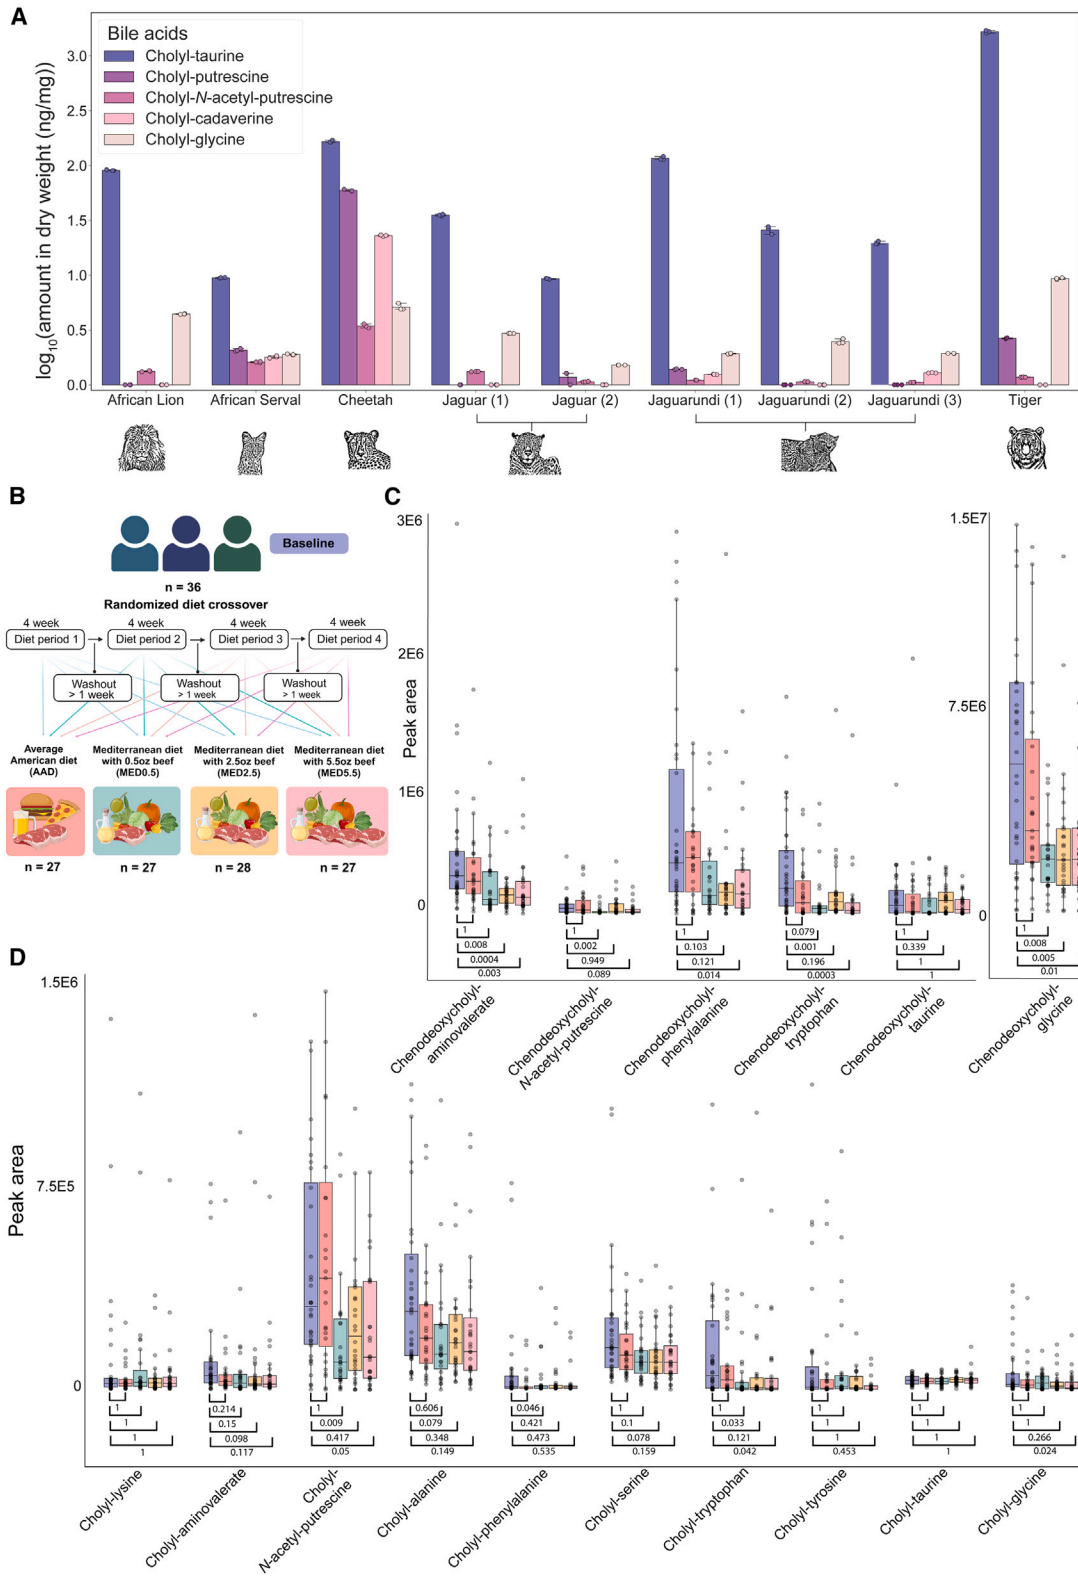 A
Bile acids
Cholyl-taurine
Cholyl-putrescine
Cholyl-N-acetyl-putrescine
Cholyl-cadaverine
Cholyl-glycine
log10(amount in dry weight (ng/mg))
3.0
2.5
2.0
1.5
1.0
0.5
0.0
African Lion African Serval Cheetah Jaguar (1) Jaguar (2) Jaguarundi (1) Jaguarundi (2) Jaguarundi (3) Tiger
B
Baseline
n = 36
Randomized diet crossover
4 week 4 week 4 week 4 week
Diet period 1 Diet period 2 Diet period 3 Diet period 4
Washout Washout Washout
> 1 week > 1 week > 1 week
Average Mediterranean diet Mediterranean diet Mediterranean diet
American diet with 0.5oz beef with 2.5oz beef with 5.5oz beef
(AAD) (MED0.5) (MED2.5) (MED5.5)
n = 27 n = 27 n = 28 n = 27
C
3E6
2E6
1E6
0
Peak area
1.5E7
7.5E6
0
1 1 1 0.079 1 1
0.008 0.002 0.103 0.001 0.339 0.008
0.0004 0.949 0.121 0.196 1 0.005
0.003 0.089 0.014 0.0003 1 0.01
Chenodeoxycholyl-
aminovalerate
Chenodeoxycholyl-
N-acetyl-putrescine
Chenodeoxycholyl-
phenylalanine
Chenodeoxycholyl-
tryptophan
Chenodeoxycholyl-
taurine
Chenodeoxycholyl-
glycine
D
1.5E6
7.5E5
0
Peak area
1 0.214 1 0.606 0.046 1 1 1 1 1
1 0.15 0.009 0.079 0.421 0.1 0.033 1 1 1
1 0.098 0.417 0.348 0.473 0.078 0.121 1 1 0.266
1 0.117 0.05 0.149 0.535 0.159 0.042 0.453 1 0.024
Cholyl-lysine
Cholyl-aminovalerate
Cholyl-
N-acetyl-putrescine
Cholyl-alanine
Cholyl-phenylalanine
Cholyl-serine
Cholyl-tryptophan
Cholyl-tyrosine
Cholyl-taurine
Cholyl-glycine